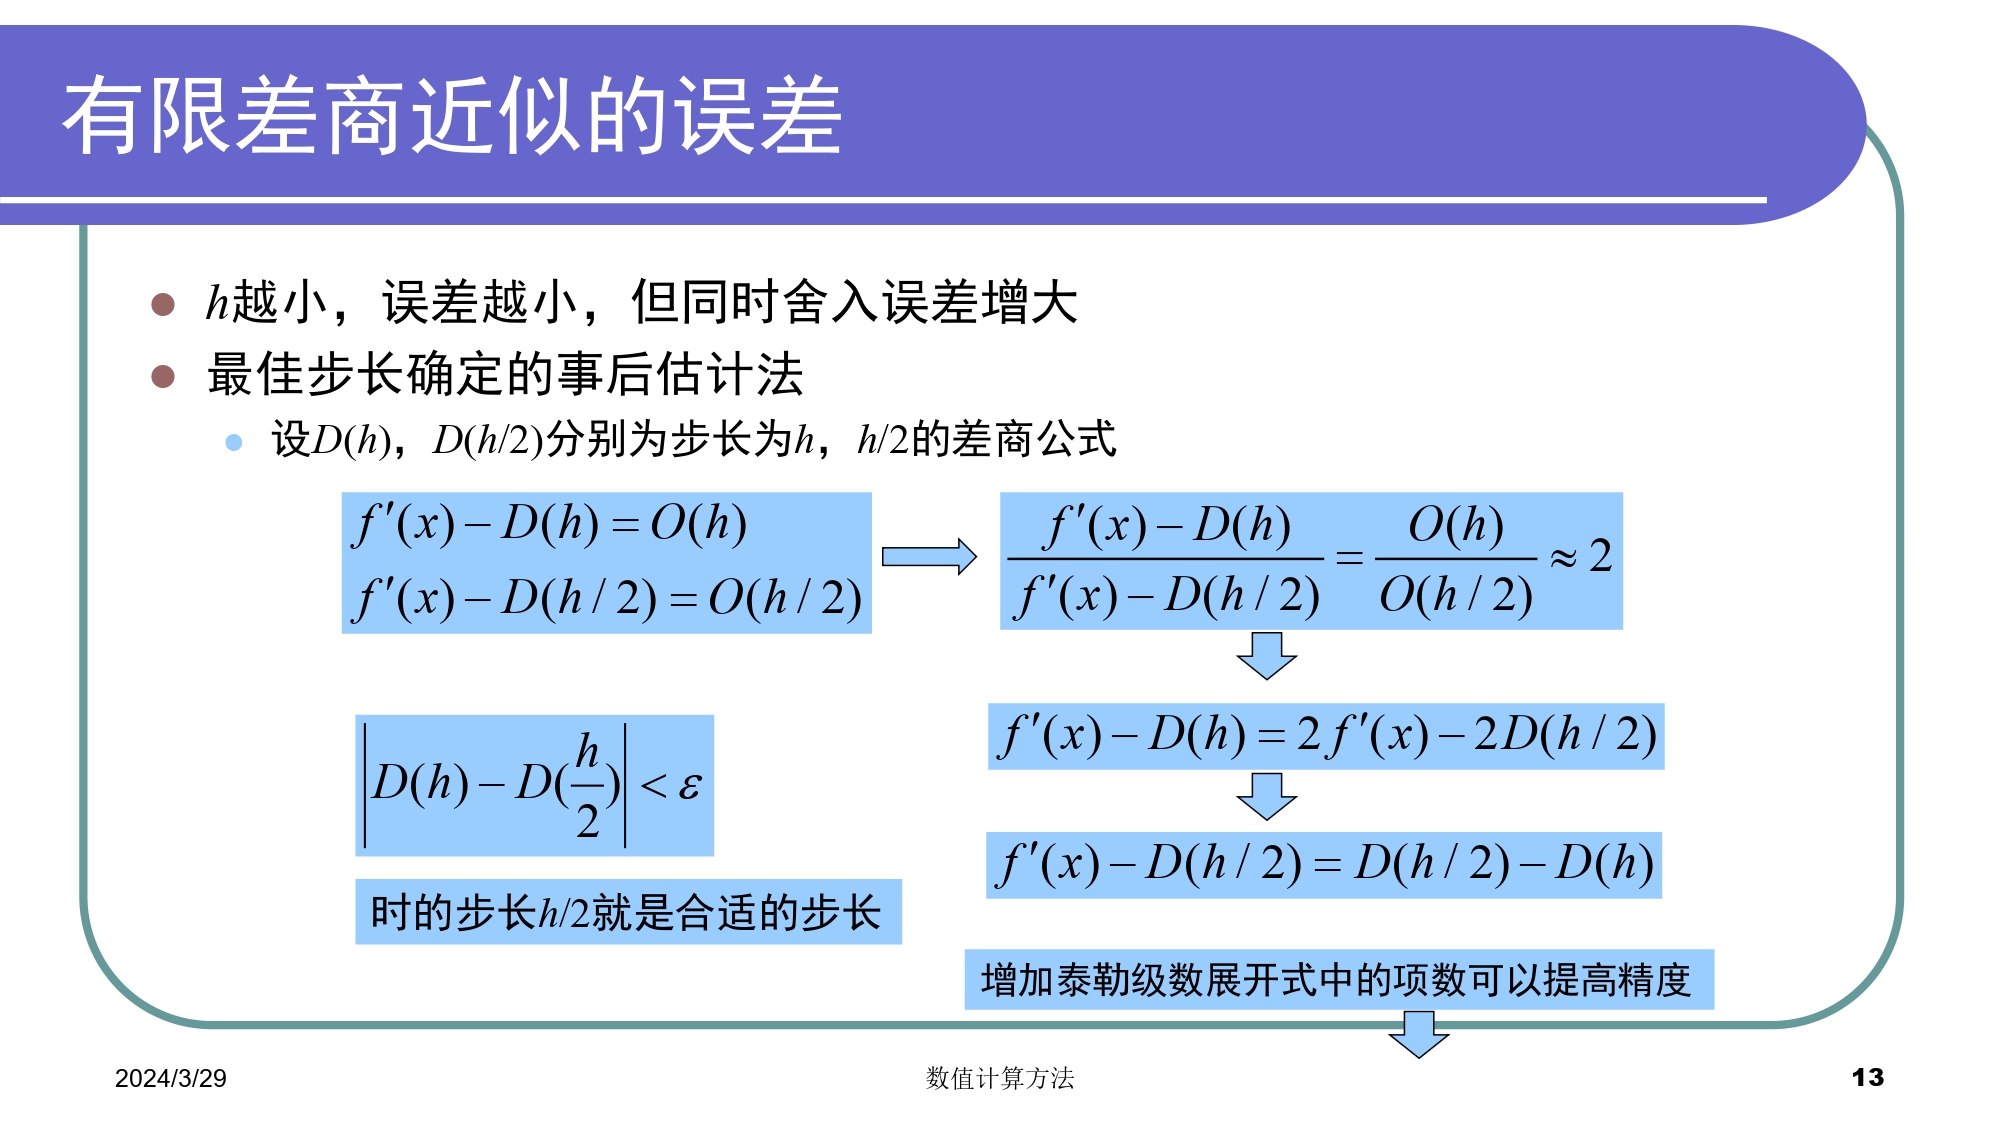 有限差商近似的误差
h越小，误差越小，但同时舍入误差增大
最佳步长确定的事后估计法
设D(h)，D(h/2)分别为步长为h，h/2的差商公式
f′(x) − D(h) = O(h)
f′(x) − D(h / 2) = O(h / 2)
\frac{f′(x) − D(h)}{f′(x) − D(h / 2)} = \frac{O(h)}{O(h / 2)} ≈ 2
f′(x) − D(h) = 2f′(x) − 2D(h / 2)
f′(x) − D(h / 2) = D(h / 2) − D(h)
|D(h) − D(\frac{h}{2})| < ε
时的步长h/2就是合适的步长
增加泰勒级数展开式中的项数可以提高精度
2024/3/29
数值计算方法
13